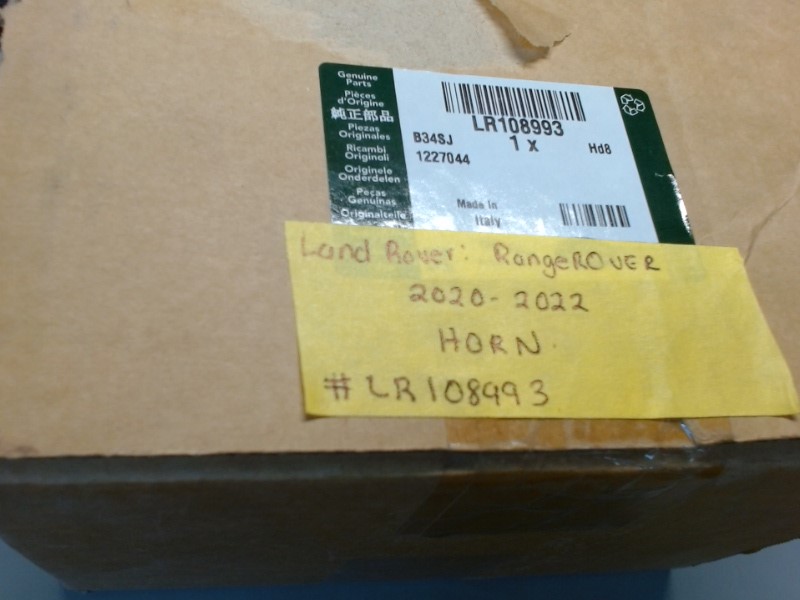 Genuine
Parts
Pièces
d'Origine
純正部品
Piezas
Originales
Ricambi
Originali
Originele
Onderdelen
Peças
Genuinas
Originalteile
LR108993
B34SJ
1 x
Hd8
1227044
Made in
Italy
Land Rover: RangeROVER
2020-2022
HORN.
# LR108993